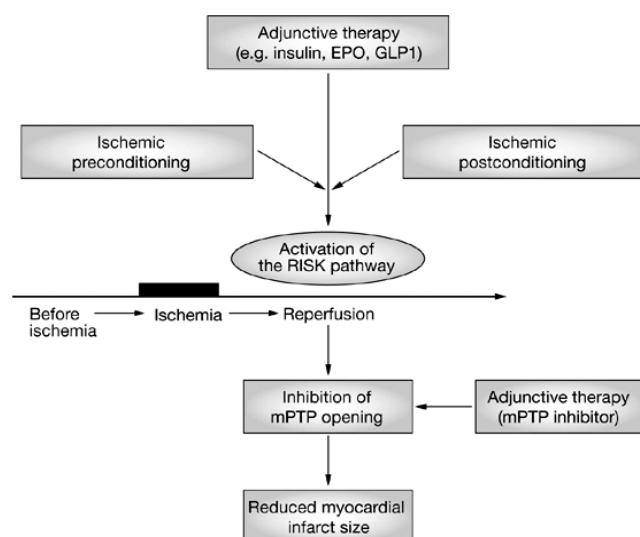 Adjunctive therapy
(e.g. insulin, EPO, GLP1)
Ischemic
preconditioning
Ischemic
postconditioning
Activation of
the RISK pathway
Before
ischemia
Ischemia
Reperfusion
Inhibition of
mPTP opening
Adjunctive therapy
(mPTP inhibitor)
Reduced myocardial
infarct size